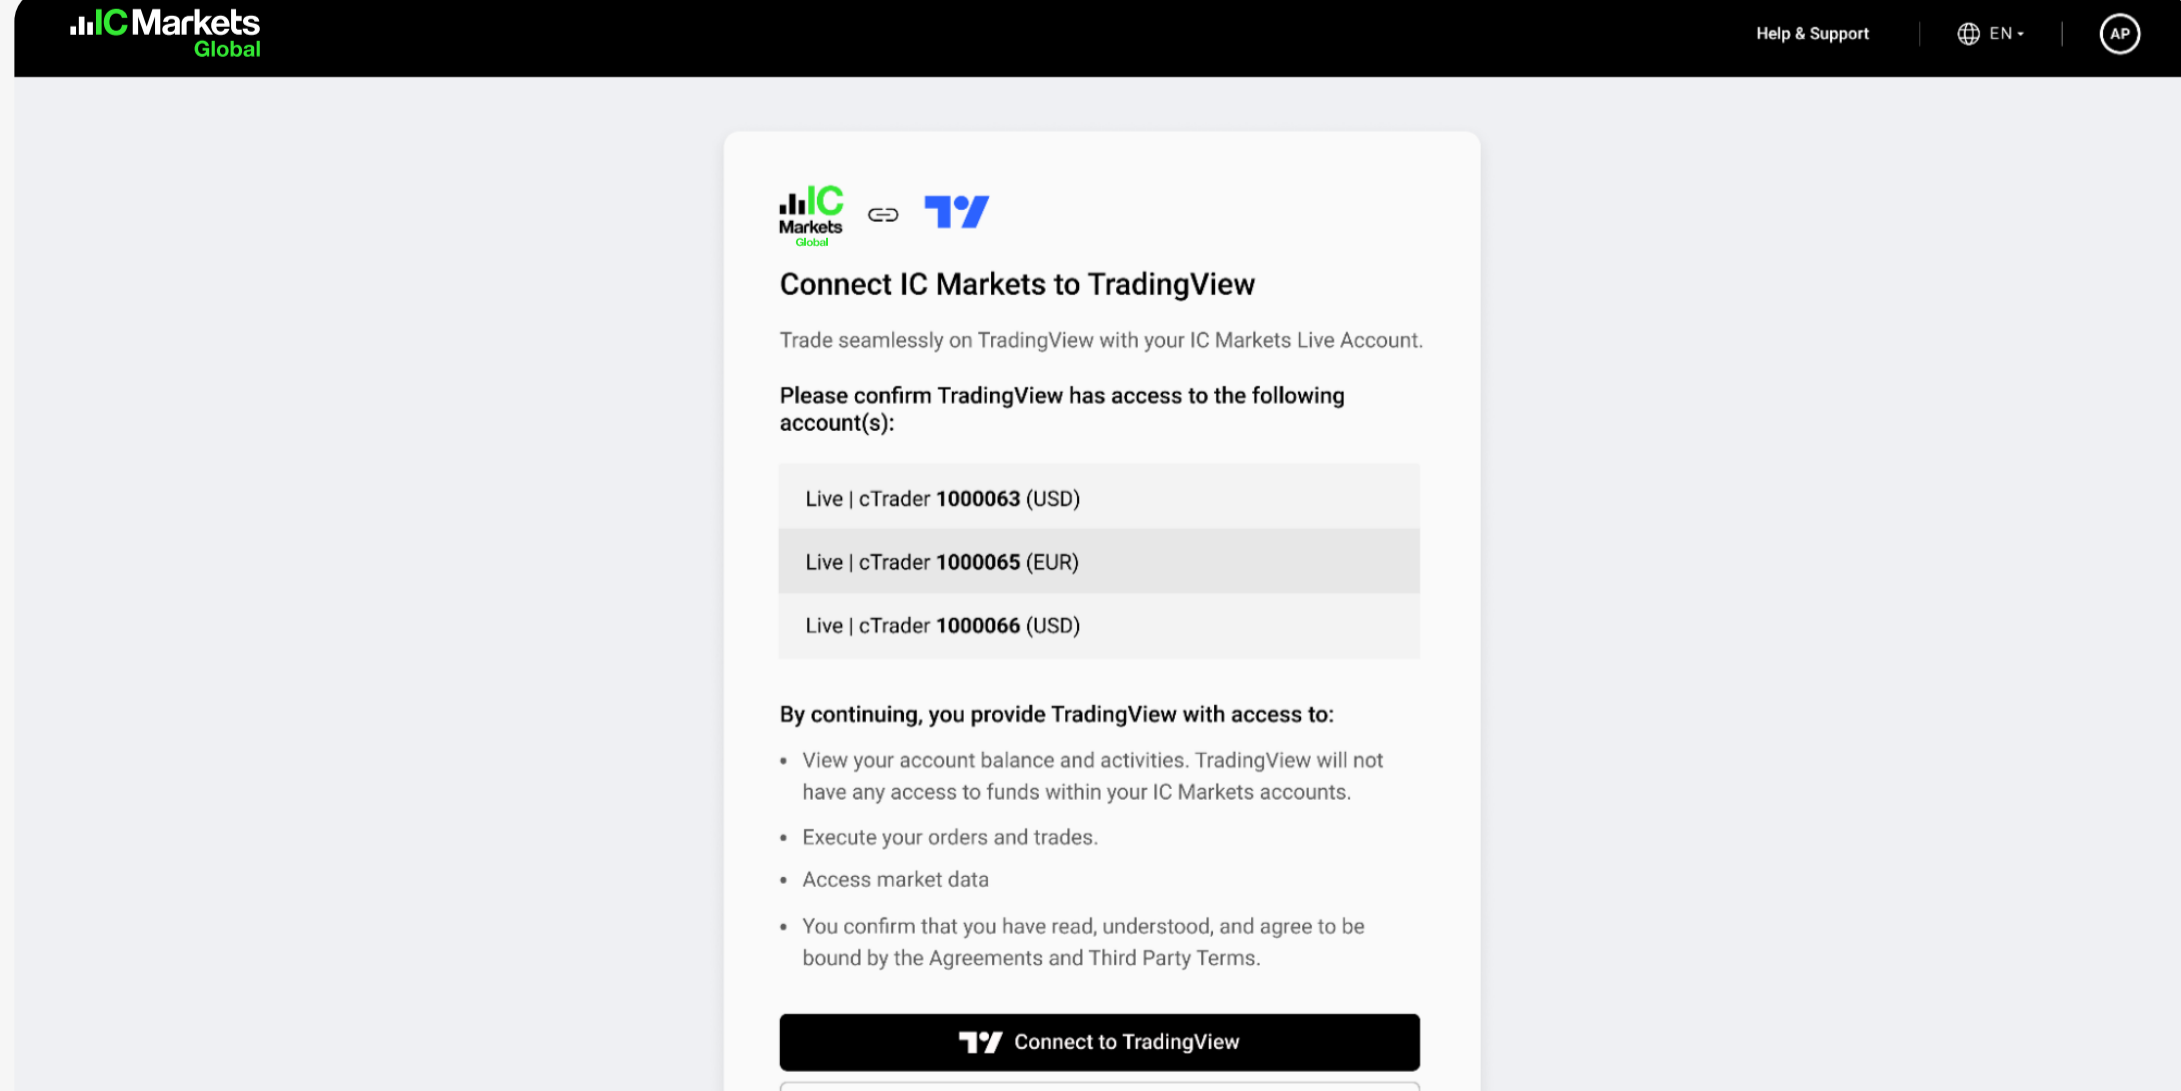 IC Markets
Global
Help & Support
EN
AP
IC
Markets
Global
Connect IC Markets to TradingView
Trade seamlessly on TradingView with your IC Markets Live Account.
Please confirm TradingView has access to the following
account(s):
Live | cTrader 1000063 (USD)
Live | cTrader 1000065 (EUR)
Live | cTrader 1000066 (USD)
By continuing, you provide TradingView with access to:
• View your account balance and activities. TradingView will not
have any access to funds within your IC Markets accounts.
• Execute your orders and trades.
• Access market data
• You confirm that you have read, understood, and agree to be
bound by the Agreements and Third Party Terms.
Connect to TradingView